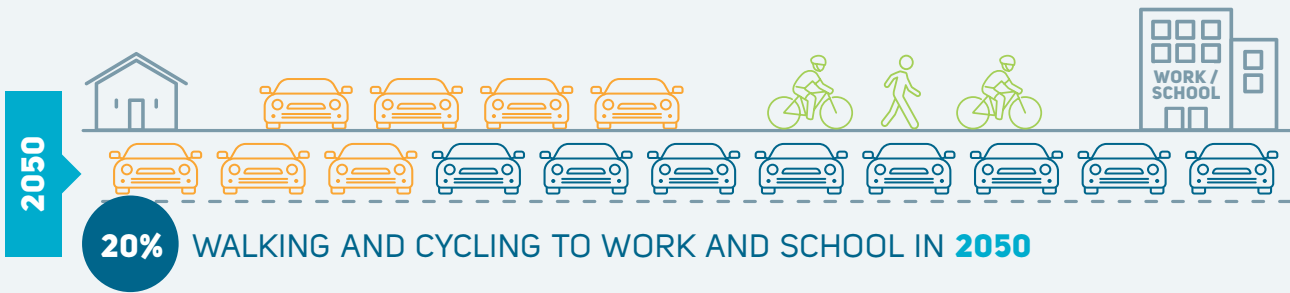 WORK /
SCHOOL
2050
20% WALKING AND CYCLING TO WORK AND SCHOOL IN 2050